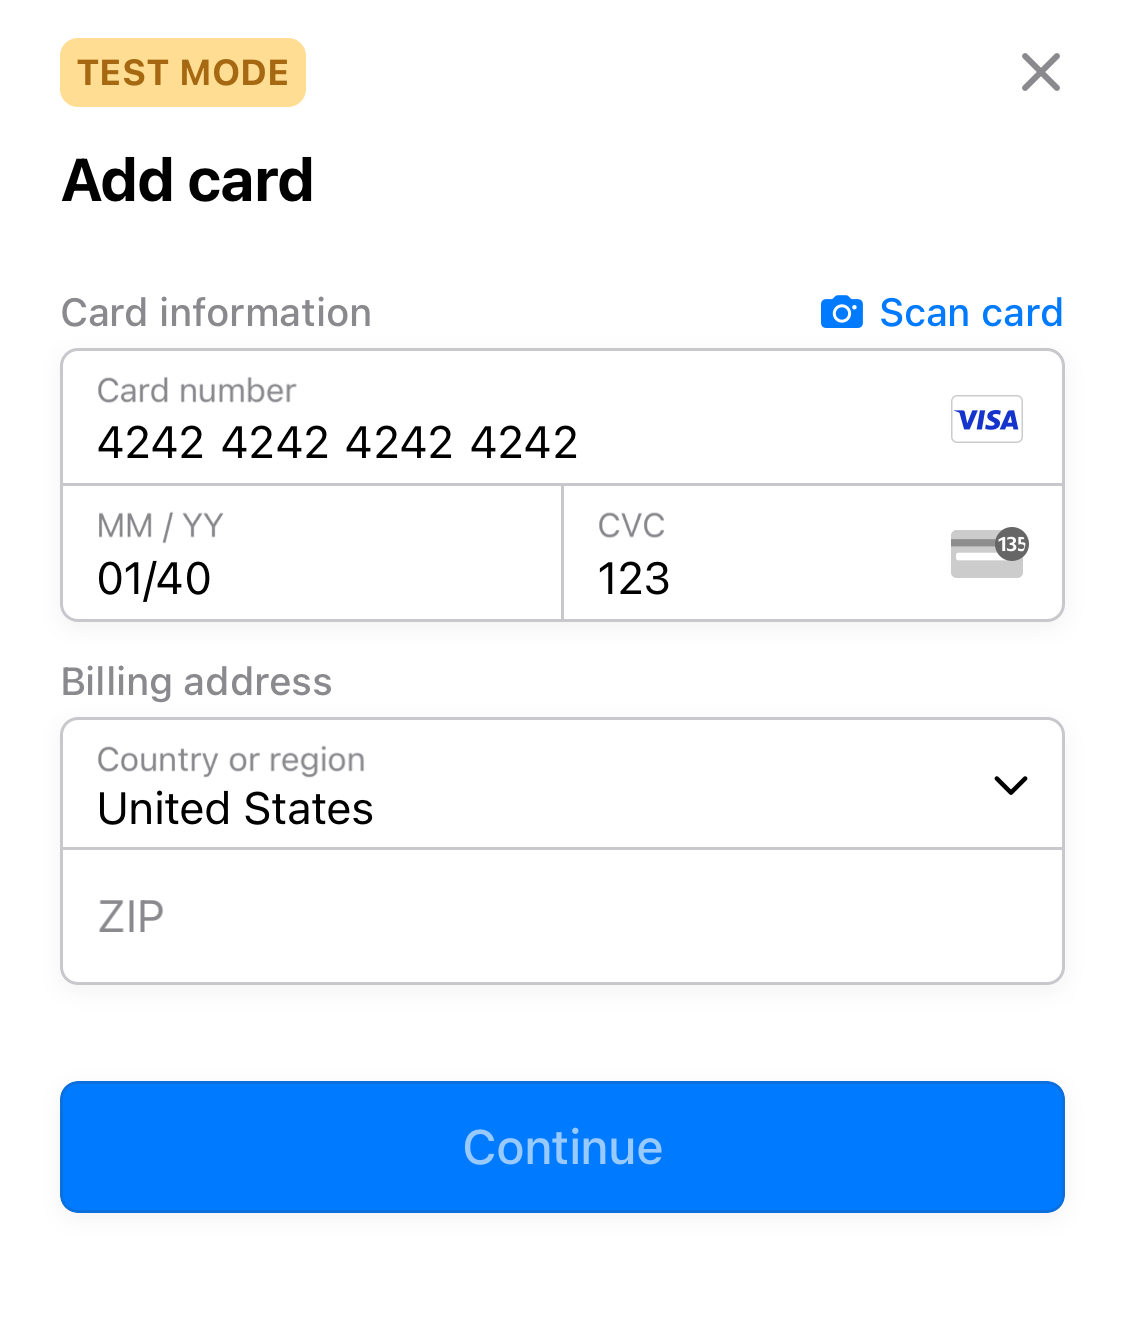 TEST MODE
Add card
Card information
Scan card
Card number
4242 4242 4242 4242
VISA
MM / YY
01/40
CVC
123
135
Billing address
Country or region
United States
ZIP
Continue